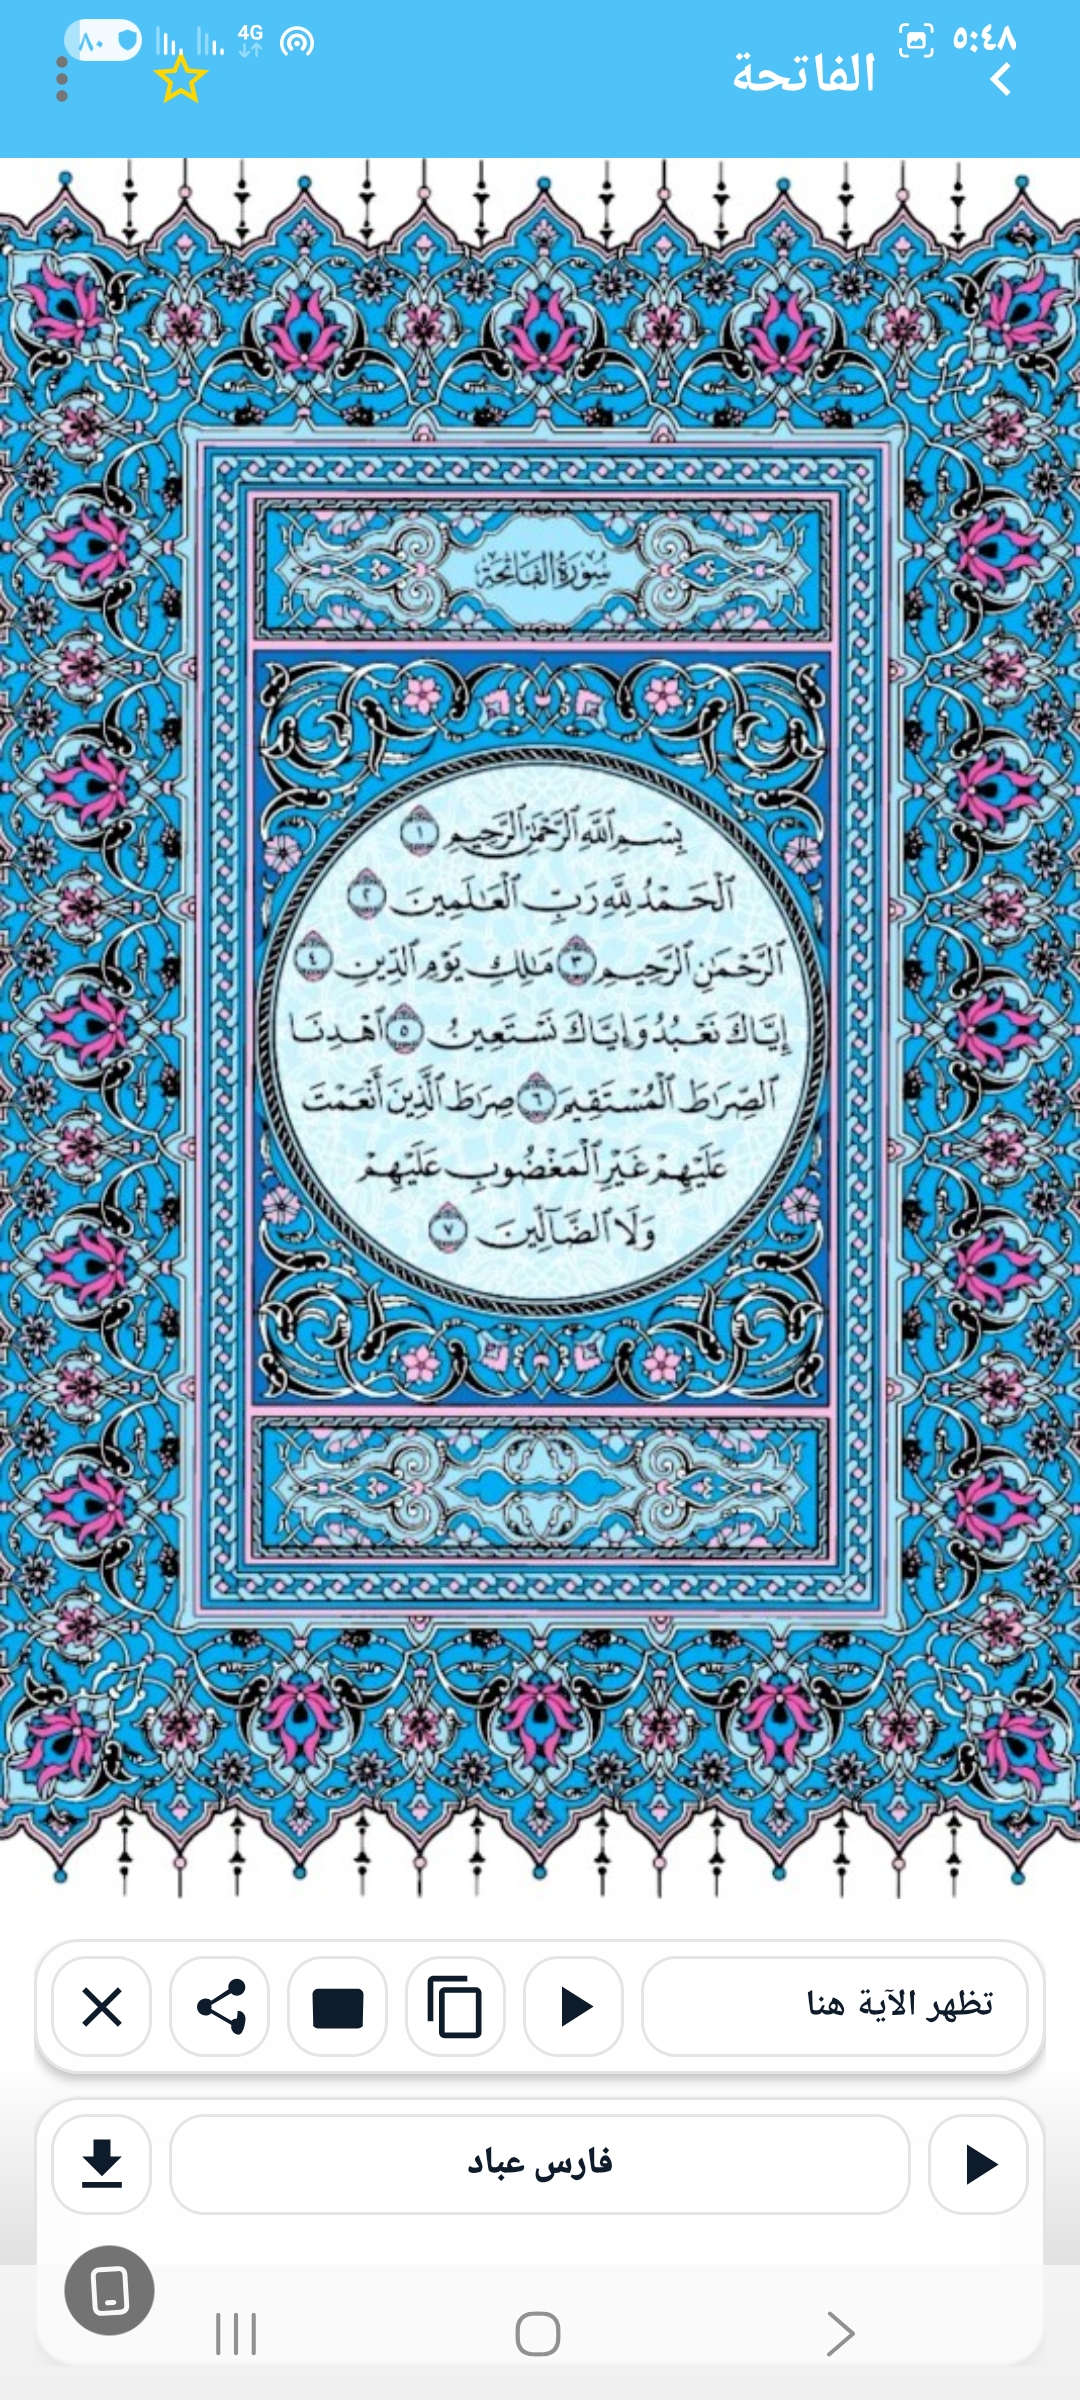 ٥:٤٨
4G
٨٠
الفاتحة
سُورَةُ الفَاتِحَةِ
بِسْمِ ٱللَّهِ ٱلرَّحْمَٰنِ ٱلرَّحِيمِ ١
ٱلْحَمْدُ لِلَّهِ رَبِّ ٱلْعَٰلَمِينَ ٢
ٱلرَّحْمَٰنِ ٱلرَّحِيمِ ٣ مَٰلِكِ يَوْمِ ٱلدِّينِ ٤
إِيَّاكَ نَعْبُدُ وَإِيَّاكَ نَسْتَعِينُ ٥ ٱهْدِنَا
ٱلصِّرَٰطَ ٱلْمُسْتَقِيمَ ٦ صِرَٰطَ ٱلَّذِينَ أَنْعَمْتَ
عَلَيْهِمْ غَيْرِ ٱلْمَغْضُوبِ عَلَيْهِمْ
وَلَا ٱلضَّآلِّينَ ٧
تظهر الآية هنا
فارس عباد